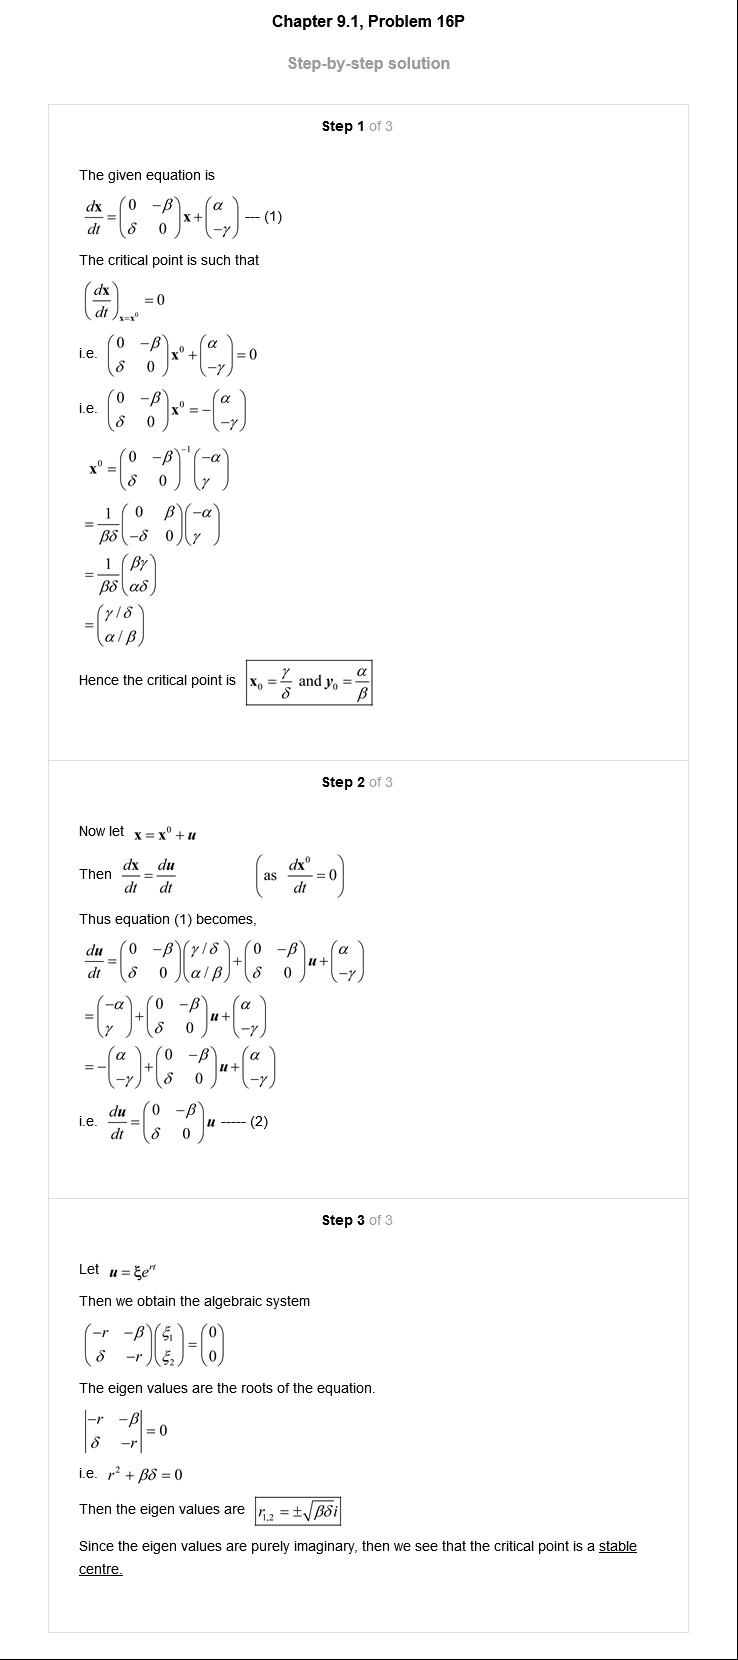 Chapter 9.1, Problem 16P
Step-by-step solution
Step 1 of 3
The given equation is
$\frac{d\mathbf{x}}{dt} = \begin{pmatrix} 0 & -\beta \\ \delta & 0 \end{pmatrix} \mathbf{x} + \begin{pmatrix} \alpha \\ -\gamma \end{pmatrix}$ --- (1)
The critical point is such that
$\left( \frac{d\mathbf{x}}{dt} \right)_{\mathbf{x}=\mathbf{x}^0} = 0$
i.e. $\begin{pmatrix} 0 & -\beta \\ \delta & 0 \end{pmatrix} \mathbf{x}^0 + \begin{pmatrix} \alpha \\ -\gamma \end{pmatrix} = 0$
i.e. $\begin{pmatrix} 0 & -\beta \\ \delta & 0 \end{pmatrix} \mathbf{x}^0 = - \begin{pmatrix} \alpha \\ -\gamma \end{pmatrix}$
$\mathbf{x}^0 = \begin{pmatrix} 0 & -\beta \\ \delta & 0 \end{pmatrix}^{-1} \begin{pmatrix} -\alpha \\ \gamma \end{pmatrix}$
$= \frac{1}{\beta\delta} \begin{pmatrix} 0 & \beta \\ -\delta & 0 \end{pmatrix} \begin{pmatrix} -\alpha \\ \gamma \end{pmatrix}$
$= \frac{1}{\beta\delta} \begin{pmatrix} \beta\gamma \\ \alpha\delta \end{pmatrix}$
$= \begin{pmatrix} \gamma / \delta \\ \alpha / \beta \end{pmatrix}$
Hence the critical point is $\mathbf{x}_0 = \frac{\gamma}{\delta}$ and $\mathbf{y}_0 = \frac{\alpha}{\beta}$
Step 2 of 3
Now let $\mathbf{x} = \mathbf{x}^0 + \mathbf{u}$
Then $\frac{d\mathbf{x}}{dt} = \frac{d\mathbf{u}}{dt}$ $\left( \text{as } \frac{d\mathbf{x}^0}{dt} = 0 \right)$
Thus equation (1) becomes,
$\frac{d\mathbf{u}}{dt} = \begin{pmatrix} 0 & -\beta \\ \delta & 0 \end{pmatrix} \begin{pmatrix} \gamma / \delta \\ \alpha / \beta \end{pmatrix} + \begin{pmatrix} 0 & -\beta \\ \delta & 0 \end{pmatrix} \mathbf{u} + \begin{pmatrix} \alpha \\ -\gamma \end{pmatrix}$
$= \begin{pmatrix} -\alpha \\ \gamma \end{pmatrix} + \begin{pmatrix} 0 & -\beta \\ \delta & 0 \end{pmatrix} \mathbf{u} + \begin{pmatrix} \alpha \\ -\gamma \end{pmatrix}$
$= - \begin{pmatrix} \alpha \\ -\gamma \end{pmatrix} + \begin{pmatrix} 0 & -\beta \\ \delta & 0 \end{pmatrix} \mathbf{u} + \begin{pmatrix} \alpha \\ -\gamma \end{pmatrix}$
i.e. $\frac{d\mathbf{u}}{dt} = \begin{pmatrix} 0 & -\beta \\ \delta & 0 \end{pmatrix} \mathbf{u}$ ----- (2)
Step 3 of 3
Let $\mathbf{u} = \boldsymbol{\xi} e^{rt}$
Then we obtain the algebraic system
$\begin{pmatrix} -r & -\beta \\ \delta & -r \end{pmatrix} \begin{pmatrix} \xi_1 \\ \xi_2 \end{pmatrix} = \begin{pmatrix} 0 \\ 0 \end{pmatrix}$
The eigen values are the roots of the equation.
$\begin{vmatrix} -r & -\beta \\ \delta & -r \end{vmatrix} = 0$
i.e. $r^2 + \beta\delta = 0$
Then the eigen values are $r_{1,2} = \pm\sqrt{\beta\delta} i$
Since the eigen values are purely imaginary, then we see that the critical point is a stable
centre.